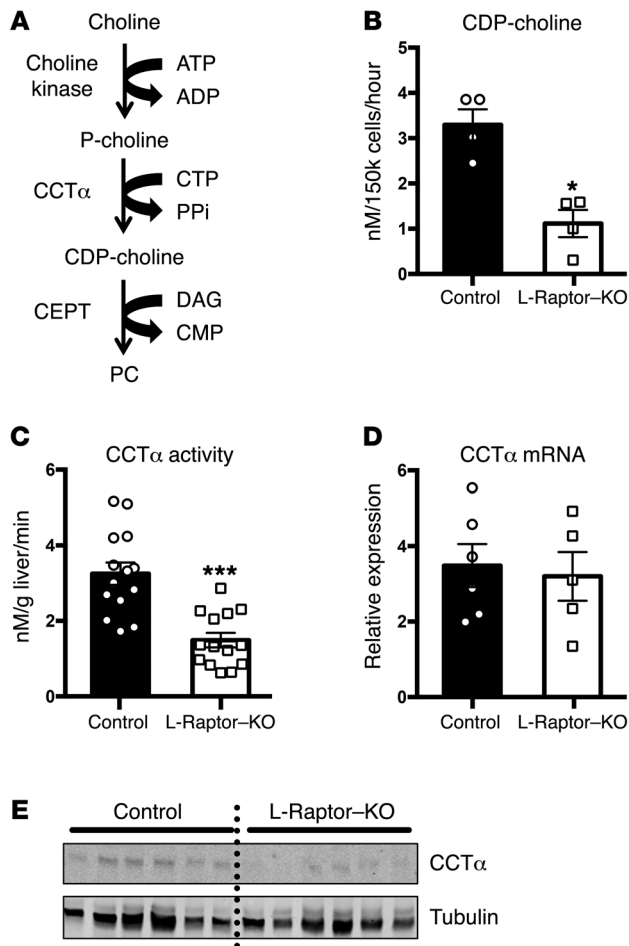 A
Choline
Choline
kinase
ATP
ADP
P-choline
CCTα
CTP
PPi
CDP-choline
CEPT
DAG
CMP
PC
B
CDP-choline
nM/150k cells/hour
5
4
3
2
1
0
*
Control
L-Raptor–KO
C
CCTα activity
nM/g liver/min
6
4
2
0
***
Control
L-Raptor–KO
D
CCTα mRNA
Relative expression
6
4
2
0
Control
L-Raptor–KO
E
Control
L-Raptor–KO
CCTα
Tubulin